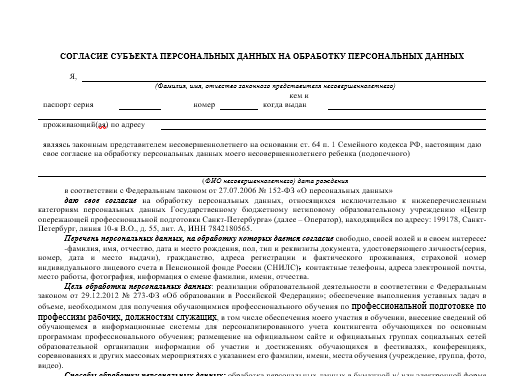 СОГЛАСИЕ СУБЪЕКТА ПЕРСОНАЛЬНЫХ ДАННЫХ НА ОБРАБОТКУ ПЕРСОНАЛЬНЫХ ДАННЫХ
Я,
(Фамилия, имя, отчество законного представителя несовершеннолетнего)
кем и
паспорт серия номер когда выдан
проживающий(ая) по адресу
являясь законным представителем несовершеннолетнего на основании ст. 64 п. 1 Семейного кодекса РФ, настоящим даю
свое согласие на обработку персональных данных моего несовершеннолетнего ребенка (подопечного)
(ФИО несовершеннолетнего) дата рождения
в соответствии с Федеральным законом от 27.07.2006 № 152-ФЗ «О персональных данных»
даю свое согласие на обработку персональных данных, относящихся исключительно к нижеперечисленным
категориям персональных данных Государственному бюджетному нетиповому образовательному учреждению «Центр
опережающей профессиональной подготовки Санкт-Петербурга» (далее – Оператор), находящийся по адресу: 199178, Санкт-
Петербург, линия 10-я В.О., д. 55, лит. А, ИНН 7842180565.
Перечень персональных данных, на обработку которых дается согласие свободно, своей волей и в своем интересе
-фамилия, имя, отчество, дата и место рождения, пол, тип и реквизиты документа, удостоверяющего личность(серия,
номер, дата и место выдачи), гражданство, адреса регистрации и фактического проживания, страховой номер
индивидуального лицевого счета в Пенсионной фонде России (СНИЛС), контактные телефоны, адреса электронной почты,
место работы, фотография, информация о смене фамилии, имени, отчества.
Цель обработки персональных данных: реализации образовательной деятельности в соответствии с Федеральным
законом от 29.12.2012 № 273-ФЗ «Об образовании в Российской Федерации»; обеспечение выполнения уставных задач в
объеме, необходимом для получения обучающимся профессионального обучения по профессиональной подготовке по
профессиям рабочих, должностям служащих, в том числе обеспечения моего участия в обучении, внесение сведений об
обучающемся в информационные системы для персонализированного учета контингента обучающихся по основным
программам профессионального обучения; размещение на официальном сайте и официальных группах социальных сетей
образовательной организации информации об участии и достижениях обучающихся в фестивалях, конференциях,
соревнованиях и других массовых мероприятиях с указанием его фамилии, имени, места обучения (учреждение, группа, фото,
видео).
Способы обработки персональных данных: обработка персональных данных в бумажной и/ или электронной форме